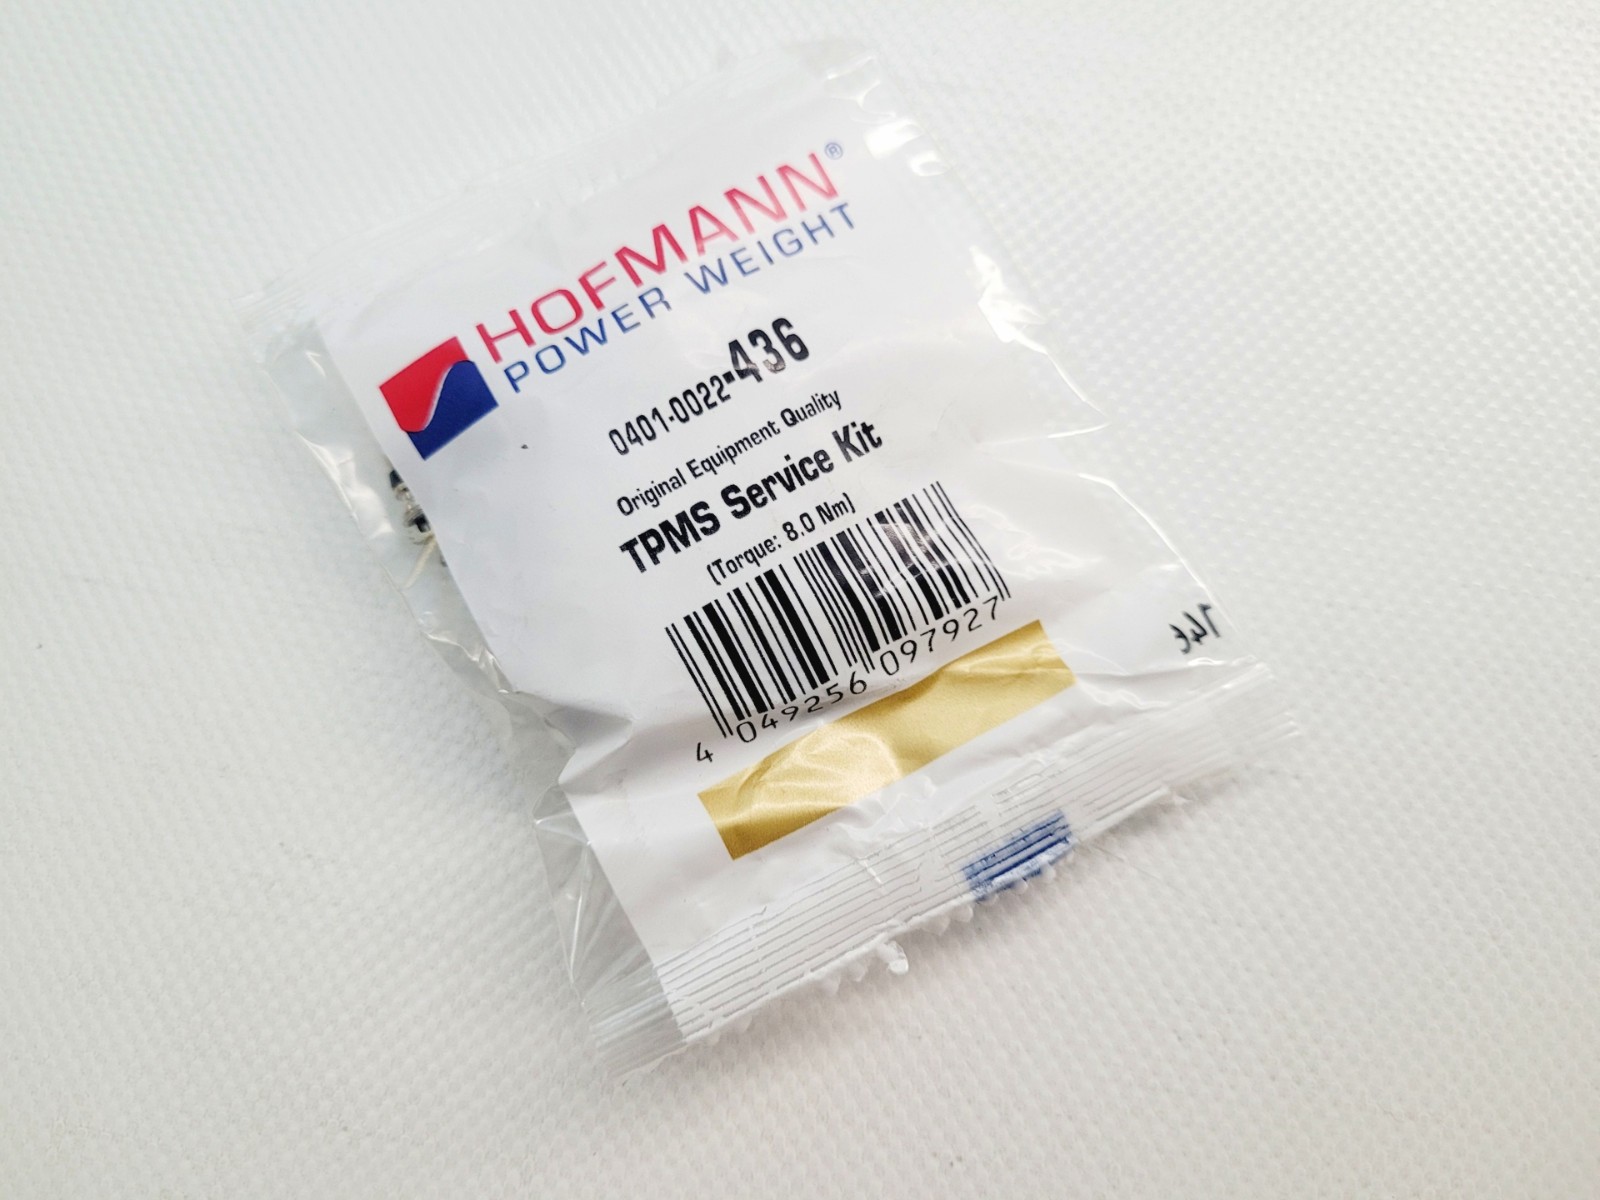 HOFMANN®
POWER WEIGHT
0401-0022-436
Original Equipment Quality
TPMS Service Kit
(Torque: 8.0 Nm)
4 049256 097927